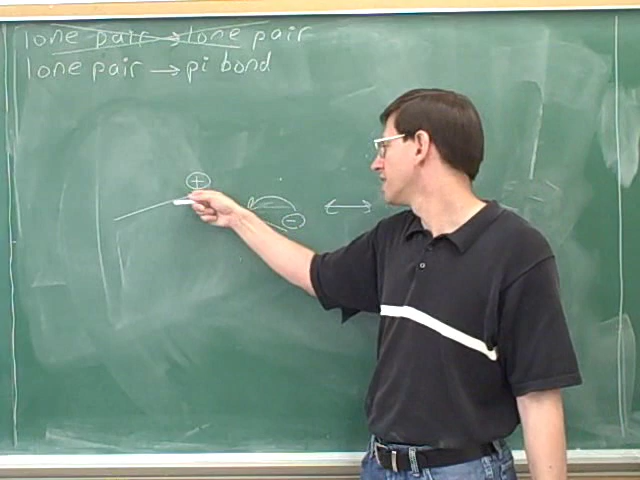 lone pair → lone pair
lone pair → pi bond
⊕
⊖